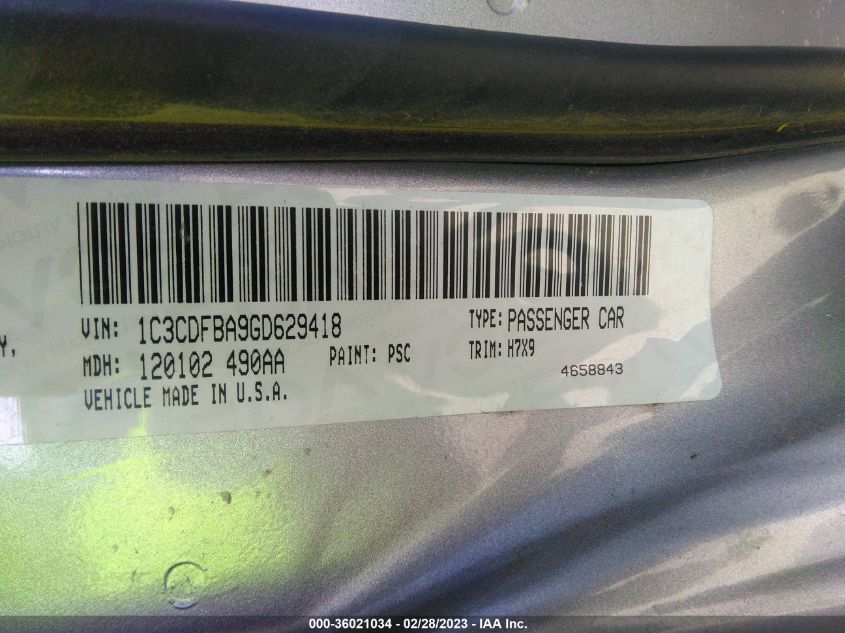 VIN: 1C3CDFBA9GD629418 TYPE: PASSENGER CAR
Y,
MDH: 120102 490AA PAINT: PSC TRIM: H7X9
VEHICLE MADE IN U.S.A. 4658843
000-36021034 - 02/28/2023 - IAA Inc.